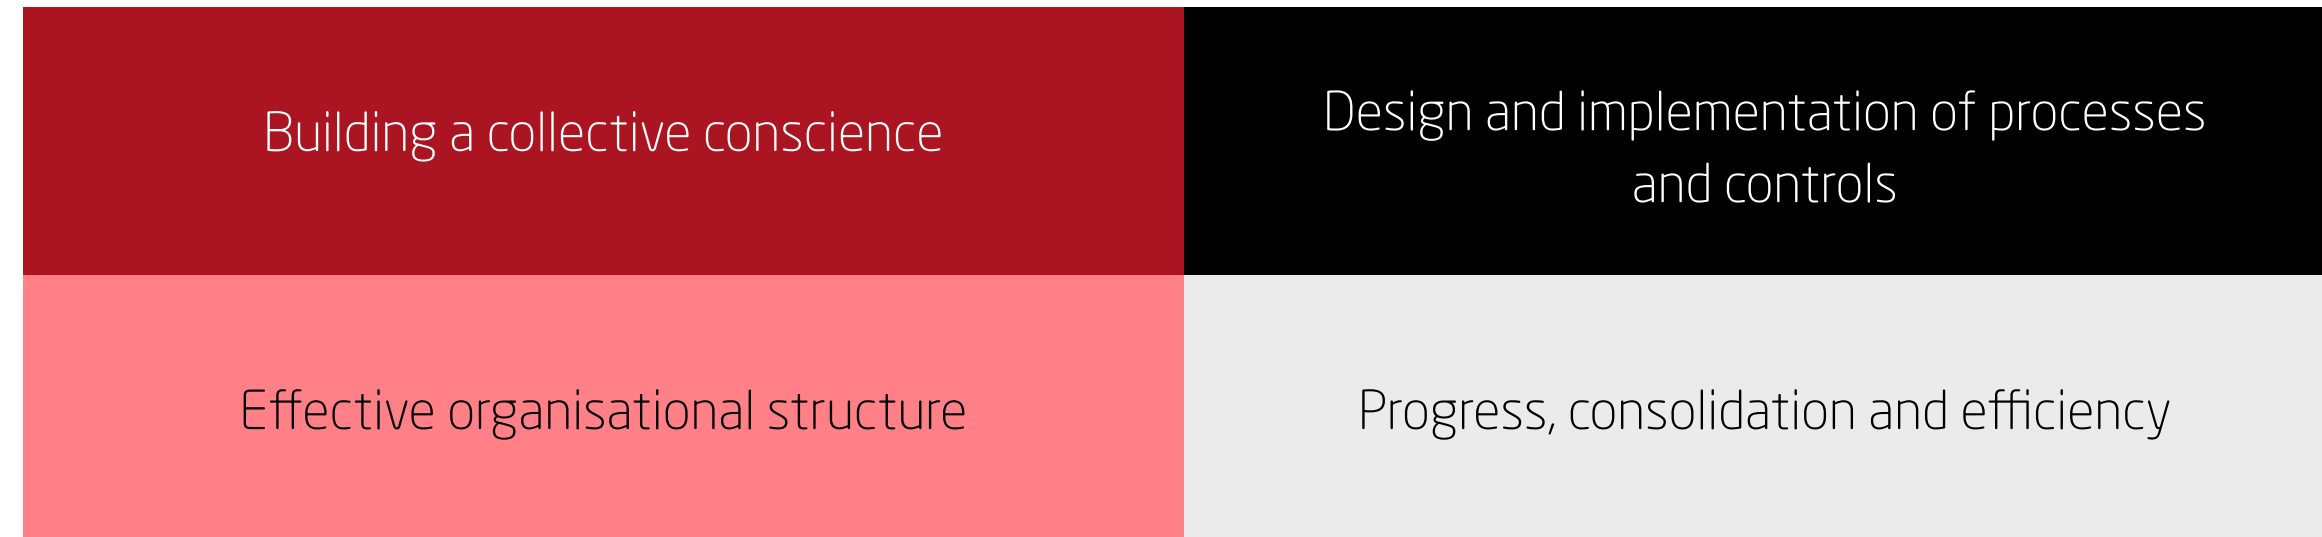 Building a collective conscience
Design and implementation of processes
and controls
Effective organisational structure
Progress, consolidation and efficiency